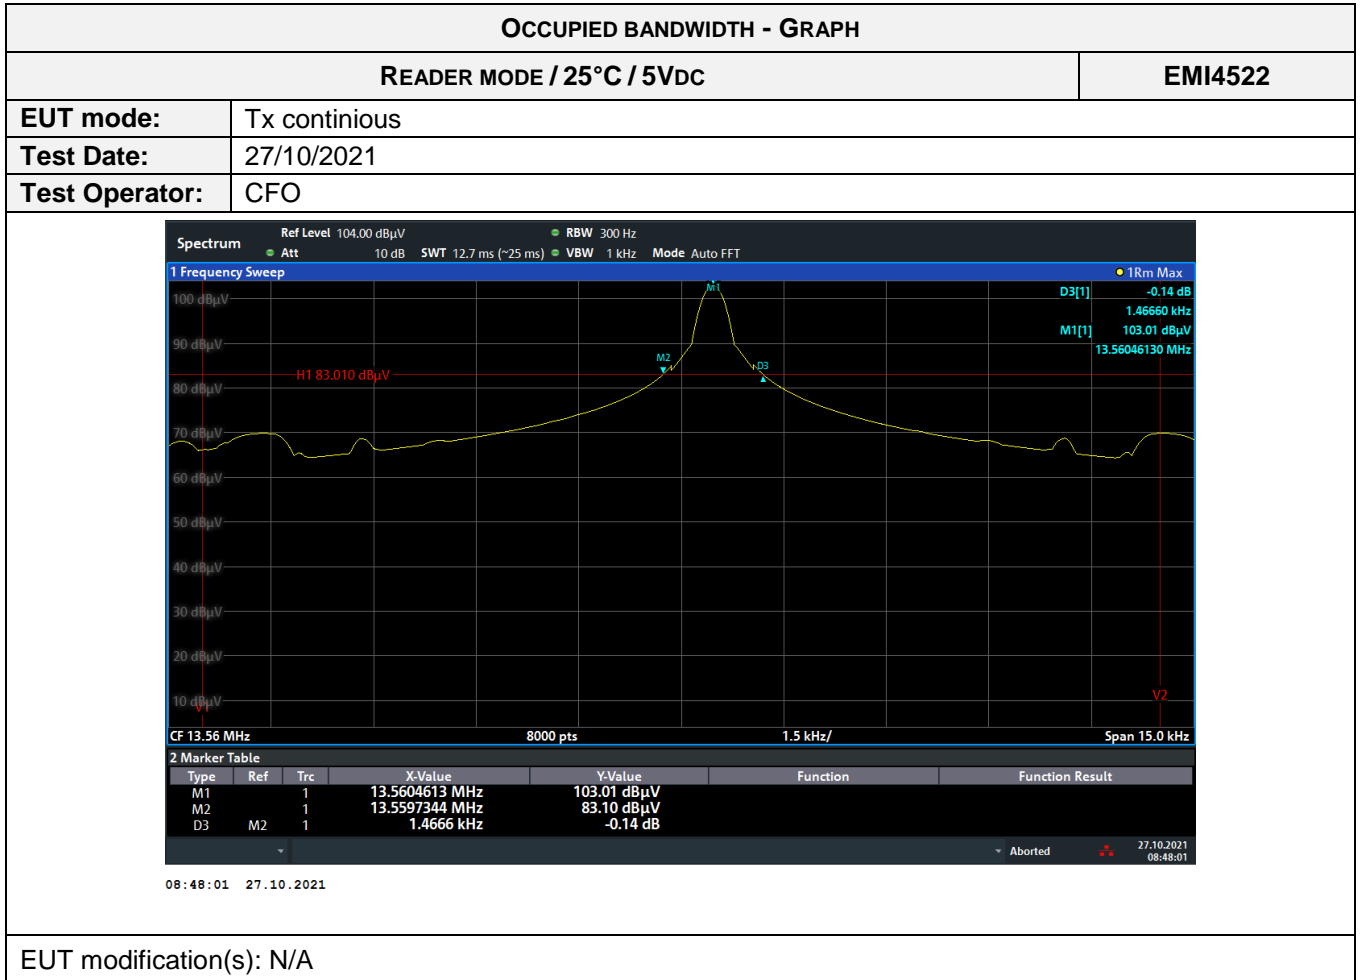 OCCUPIED BANDWIDTH - GRAPH
READER MODE / 25°C / 5VDC EMI4522
EUT mode: Tx continious
Test Date: 27/10/2021
Test Operator: CFO
Spectrum Ref Level 104.00 dBµV RBW 300 Hz
Att 10 dB SWT 12.7 ms (~25 ms) VBW 1 kHz Mode Auto FFT
1 Frequency Sweep 1Rm Max
M1 D3[1] -0.14 dB
100 dBµV 1.46660 kHz
M1[1] 103.01 dBµV
90 dBµV 13.56046130 MHz
M2 D3
H1 83.010 dBµV
80 dBµV
70 dBµV
60 dBµV
50 dBµV
40 dBµV
30 dBµV
20 dBµV
10 dBµV V2
V1
CF 13.56 MHz 8000 pts 1.5 kHz/ Span 15.0 kHz
2 Marker Table
Type Ref Trc X-Value Y-Value Function Function Result
M1 1 13.5604613 MHz 103.01 dBµV
M2 1 13.5597344 MHz 83.10 dBµV
D3 M2 1 1.4666 kHz -0.14 dB
Aborted 27.10.2021
08:48:01
08:48:01 27.10.2021
EUT modification(s): N/A